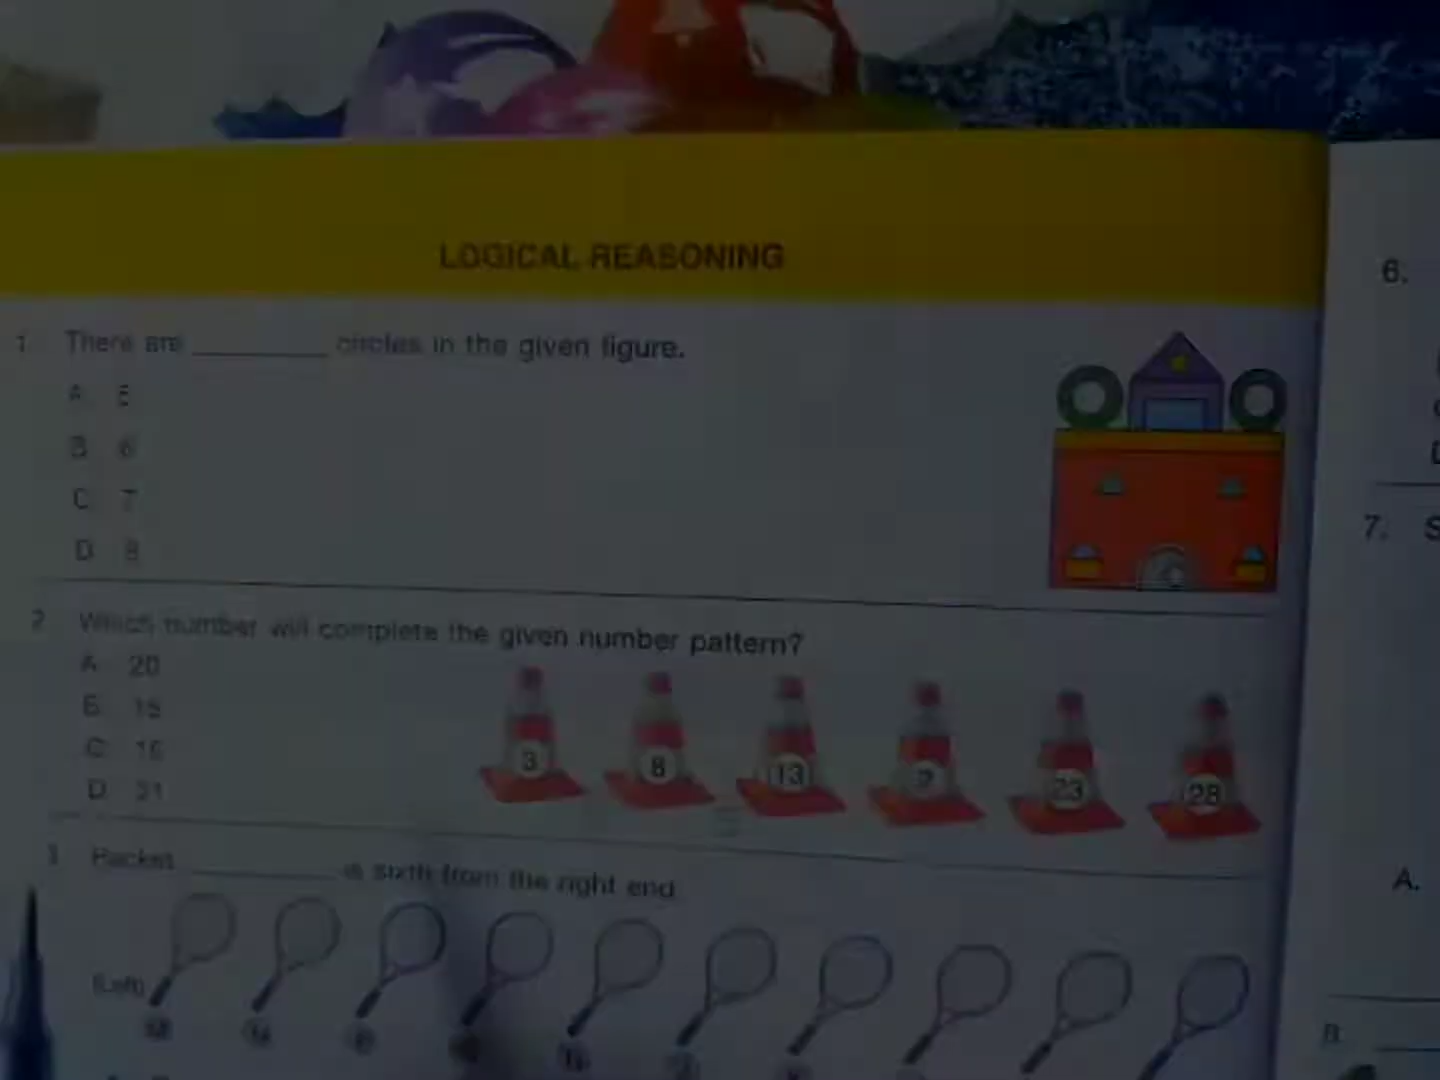 LOGICAL REASONING
1. There are ________ circles in the given figure.
A. 5
B. 6
C. 7
D. 8
2. Which number will complete the given number pattern?
A. 20
B. 15
C.
D.
3 8 13 ? 23 28
3. Racket ________ is sixth from the right end.
(Left)
6.
7. S
A.
8.